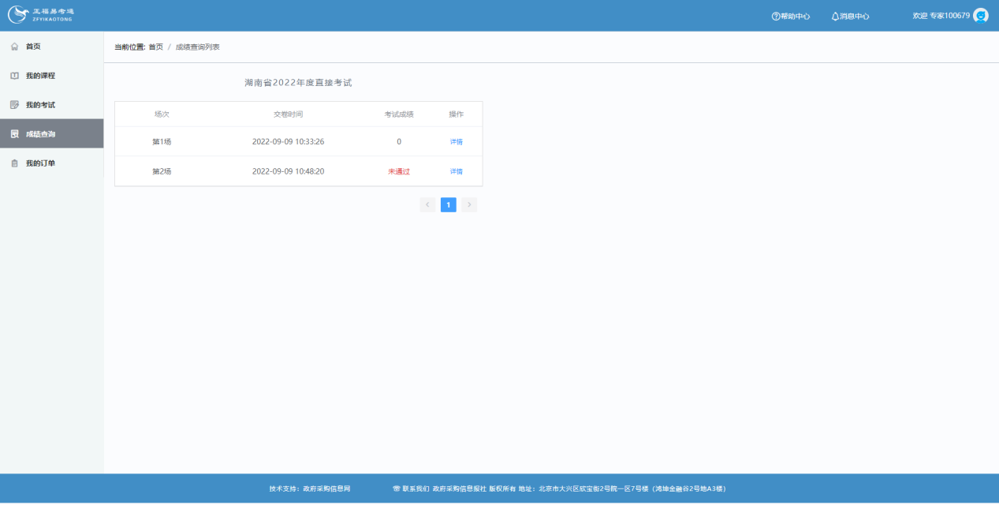 正福易考通
ZFYIKAOTONG
帮助中心 消息中心 欢迎 专家100679
首页
我的课程
我的考试
成绩查询
我的订单
当前位置: 首页 / 成绩查询列表
湖南省2022年度直接考试
场次 交卷时间 考试成绩 操作
第1场 2022-09-09 10:33:26 0 详情
第2场 2022-09-09 10:48:20 未通过 详情
< 1 >
技术支持：政府采购信息网 联系我们 政府采购信息报社 版权所有 地址：北京市大兴区欣宝街2号院一区7号楼（鸿坤金融谷2号地A3楼）